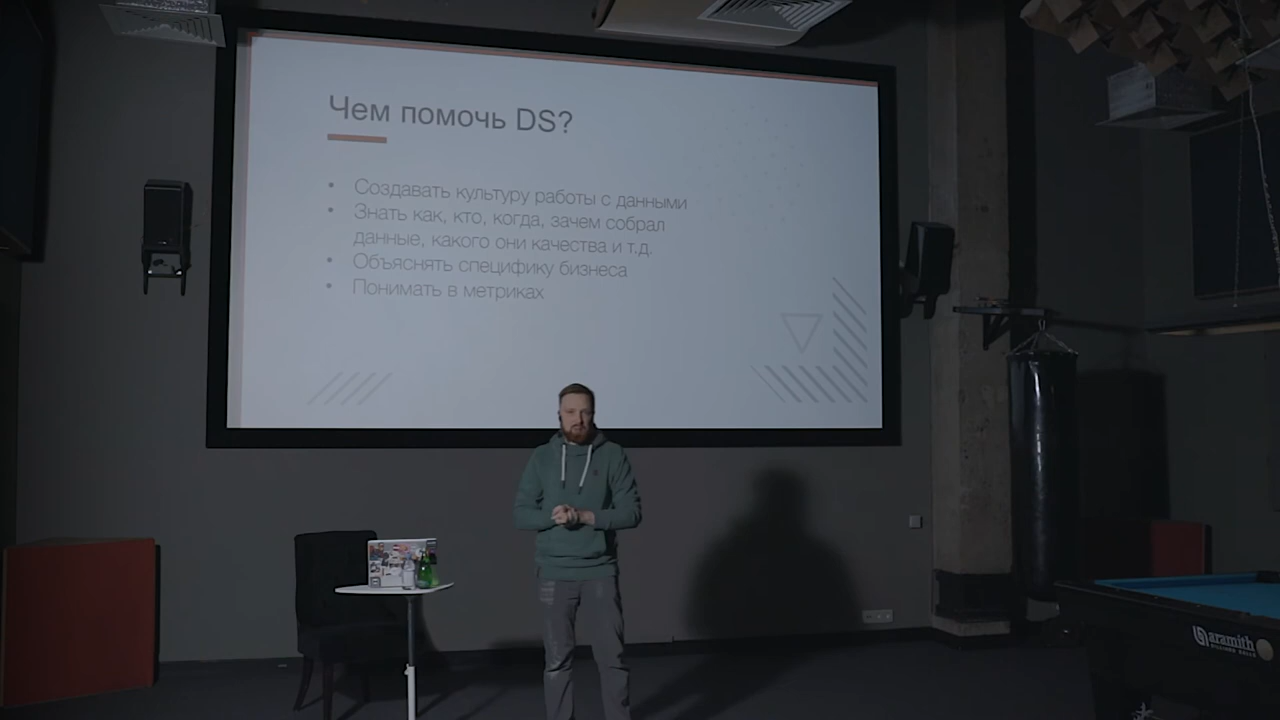 Чем помочь DS?
• Создавать культуру работы с данными
• Знать как, кто, когда, зачем собрал
данные, какого они качества и т.д.
• Объяснять специфику бизнеса
• Понимать в метриках
aramith